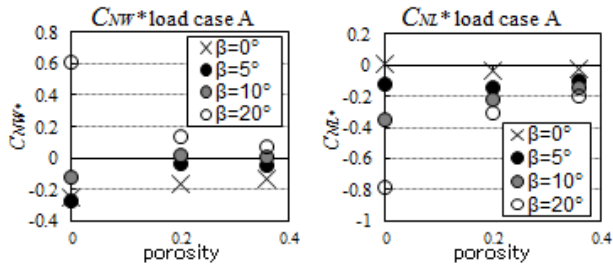 CNW* load case A
0.8
0.6
0.4
0.2
0
-0.2
-0.4
CNW*
×β=0°
●β=5°
●β=10°
○β=20°
0
0.2
0.4
porosity
CNL* load case A
0.2
0
-0.2
-0.4
-0.6
-0.8
-1
CNL*
×β=0°
●β=5°
●β=10°
○β=20°
0
0.2
0.4
porosity